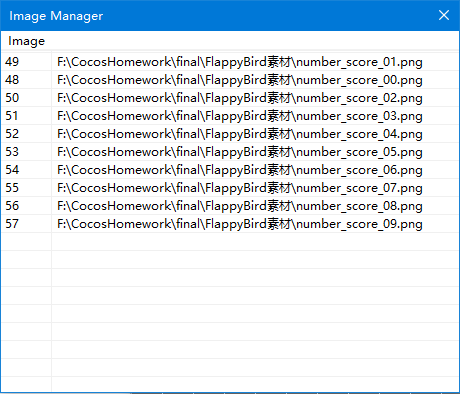 Image Manager
Image
49 F:\CocosHomework\final\FlappyBird素材\number_score_01.png
48 F:\CocosHomework\final\FlappyBird素材\number_score_00.png
50 F:\CocosHomework\final\FlappyBird素材\number_score_02.png
51 F:\CocosHomework\final\FlappyBird素材\number_score_03.png
52 F:\CocosHomework\final\FlappyBird素材\number_score_04.png
53 F:\CocosHomework\final\FlappyBird素材\number_score_05.png
54 F:\CocosHomework\final\FlappyBird素材\number_score_06.png
55 F:\CocosHomework\final\FlappyBird素材\number_score_07.png
56 F:\CocosHomework\final\FlappyBird素材\number_score_08.png
57 F:\CocosHomework\final\FlappyBird素材\number_score_09.png